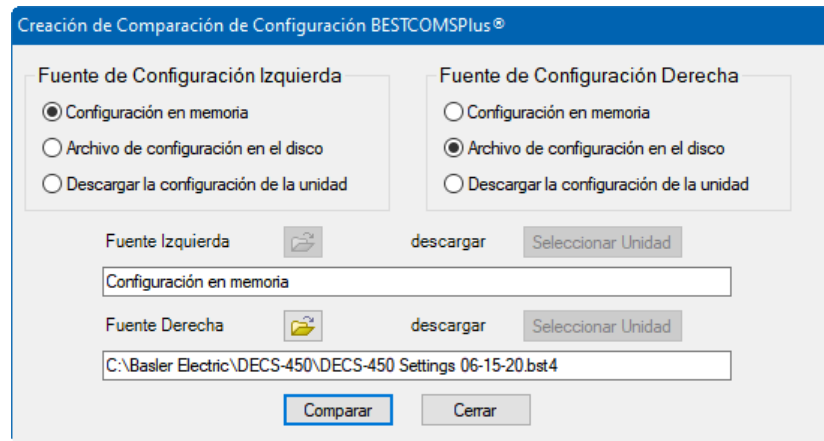 Creación de Comparación de Configuración BESTCOMSPlus®
Fuente de Configuración Izquierda
Configuración en memoria
Archivo de configuración en el disco
Descargar la configuración de la unidad
Fuente de Configuración Derecha
Configuración en memoria
Archivo de configuración en el disco
Descargar la configuración de la unidad
Fuente Izquierda descargar Seleccionar Unidad
Configuración en memoria
Fuente Derecha descargar Seleccionar Unidad
C:\Basler Electric\DECS-450\DECS-450 Settings 06-15-20.bst4
Comparar Cerrar